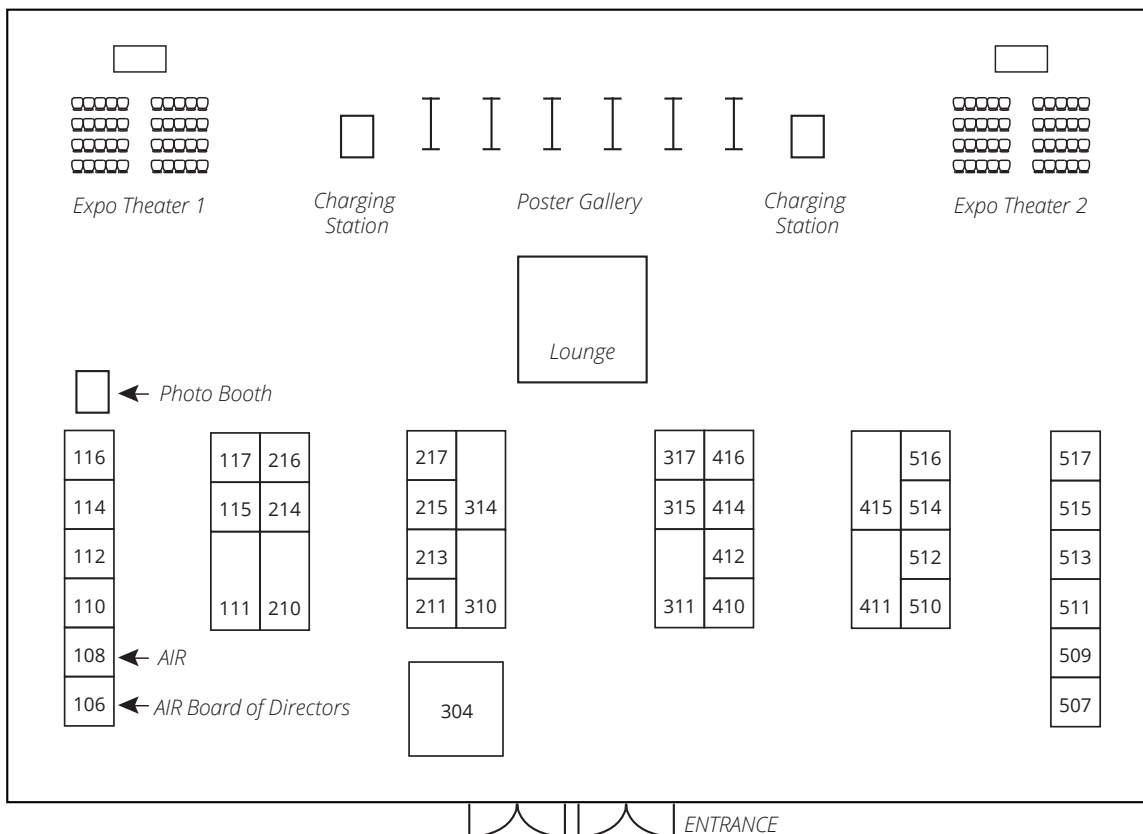 Expo Theater 1
Charging
Station
Poster Gallery
Charging
Station
Expo Theater 2
Lounge
Photo Booth
116
117 216
217
317 416
516
517
114
115 214
215 314
315 414
415 514
515
112
213
412
512
513
110
111 210
211 310
311 410
411 510
511
108 AIR
509
106 AIR Board of Directors
304
507
ENTRANCE